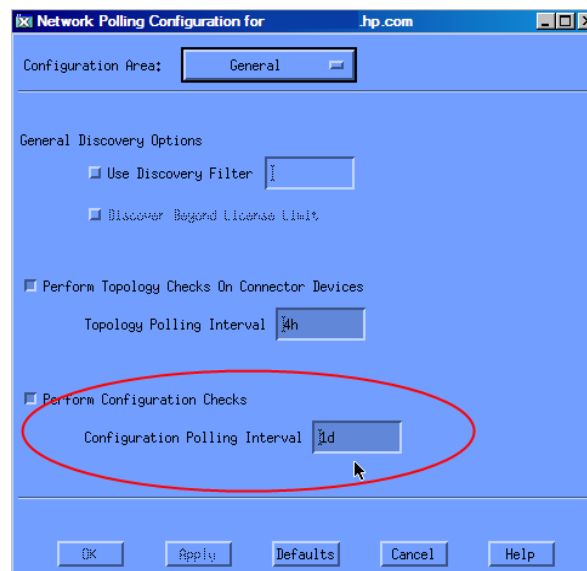 Network Polling Configuration for .hp.com
Configuration Area: General
General Discovery Options
Use Discovery Filter
Discover Beyond License Limit
Perform Topology Checks On Connector Devices
Topology Polling Interval 4h
Perform Configuration Checks
Configuration Polling Interval 1d
OK Apply Defaults Cancel Help